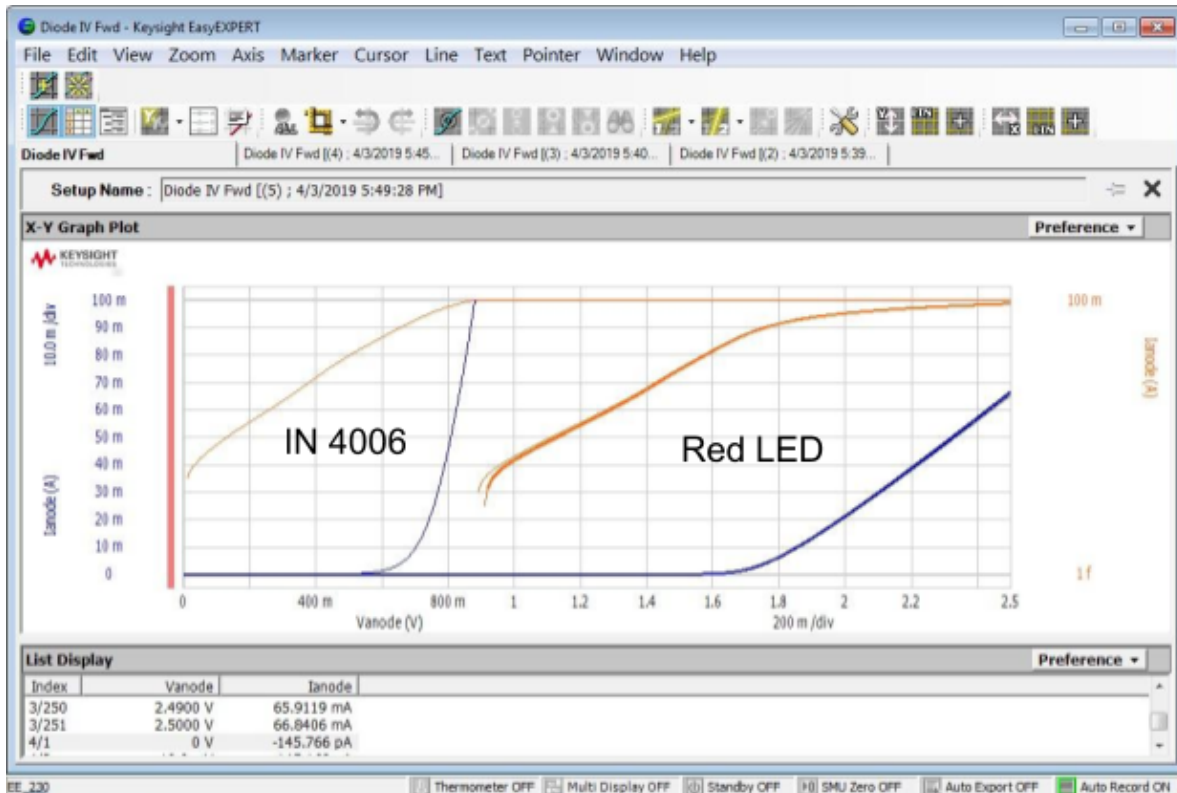 Diode IV Fwd - Keysight EasyEXPERT
File Edit View Zoom Axis Marker Cursor Line Text Pointer Window Help
Diode IV Fwd Diode IV Fwd [(4) ; 4/3/2019 5:45... Diode IV Fwd [(3) ; 4/3/2019 5:40... Diode IV Fwd [(2) ; 4/3/2019 5:39...
Setup Name : Diode IV Fwd [(5) ; 4/3/2019 5:49:28 PM]
X-Y Graph Plot Preference
KEYSIGHT
TECHNOLOGIES
10.0 m /div
Ianode (A)
100 m
90 m
80 m
70 m
60 m
50 m
40 m
30 m
20 m
10 m
0
IN 4006
Red LED
100 m
Ianode (A)
1 f
0 400 m 800 m 1 1.2 1.4 1.6 1.8 2 2.2 2.5
Vanode (V) 200 m /div
List Display Preference
Index Vanode Ianode
3/250 2.4900 V 65.9119 mA
3/251 2.5000 V 66.8406 mA
4/1 0 V -145.766 pA
EE_230 Thermometer OFF Multi Display OFF Standby OFF SMU Zero OFF Auto Export OFF Auto Record ON